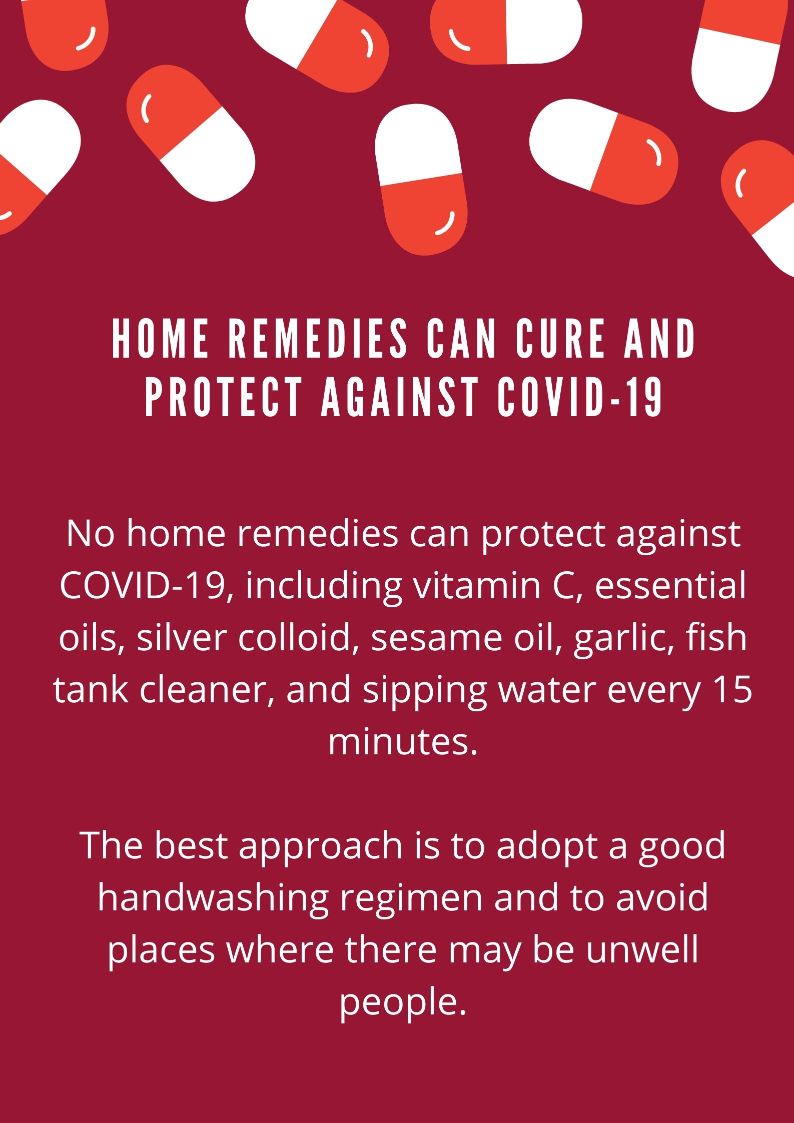 HOME REMEDIES CAN CURE AND
PROTECT AGAINST COVID-19
No home remedies can protect against
COVID-19, including vitamin C, essential
oils, silver colloid, sesame oil, garlic, fish
tank cleaner, and sipping water every 15
minutes.
The best approach is to adopt a good
handwashing regimen and to avoid
places where there may be unwell
people.